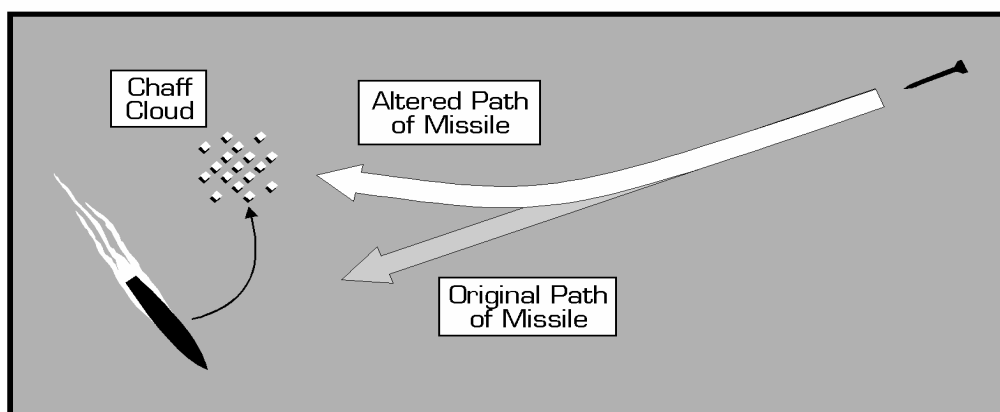 Chaff
Cloud
Altered Path
of Missile
Original Path
of Missile